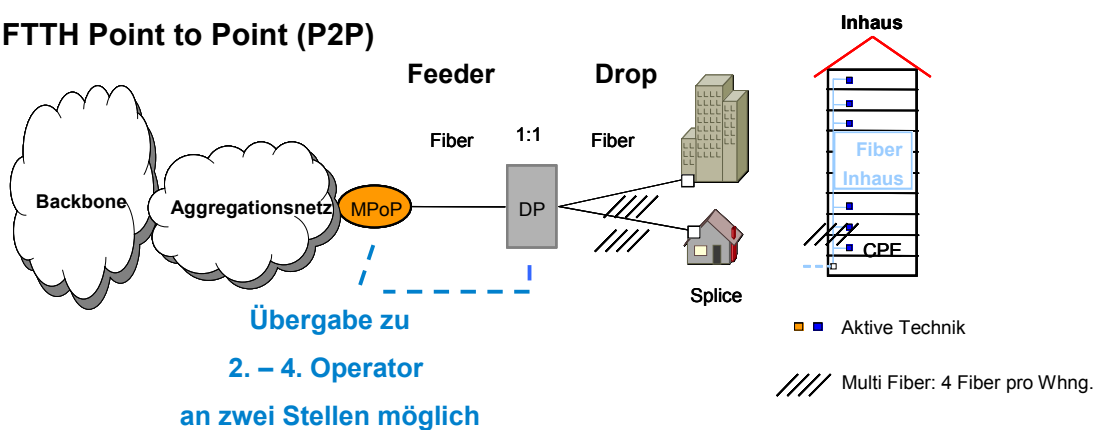 FTTH Point to Point (P2P)
Inhaus
Feeder
Drop
Fiber
1:1
Fiber
Fiber
Inhaus
Backbone
Aggregationsnetz
MPoP
DP
CPE
Splice
Übergabe zu
2. – 4. Operator
an zwei Stellen möglich
Aktive Technik
Multi Fiber: 4 Fiber pro Whng.